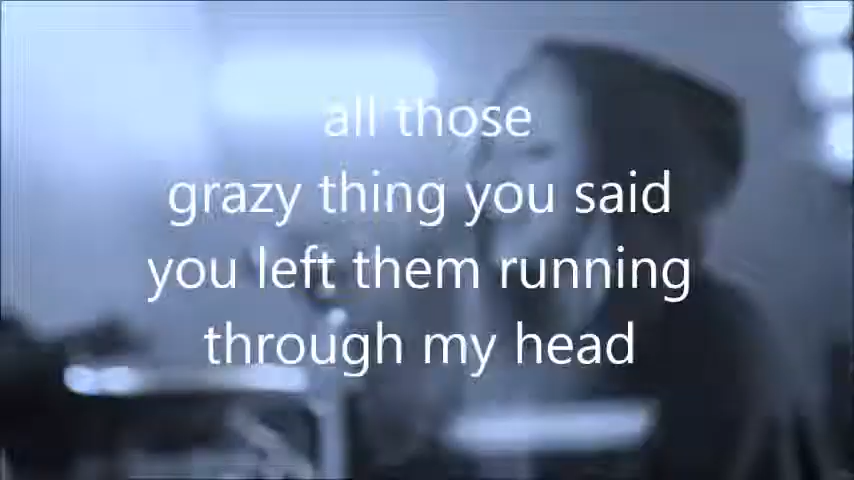 all those
grazy thing you said
you left them running
through my head